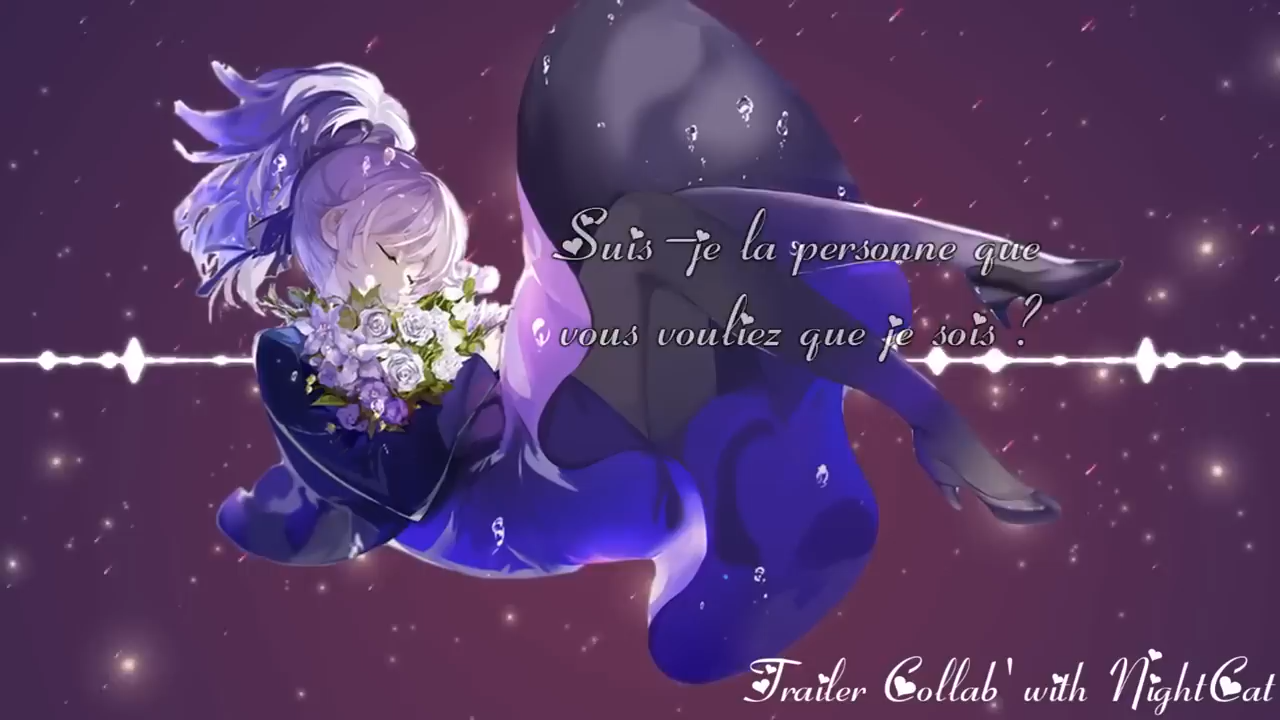 Suis-je la personne que
vous vouliez que je sois ?
Trailer Collab' with NightCat